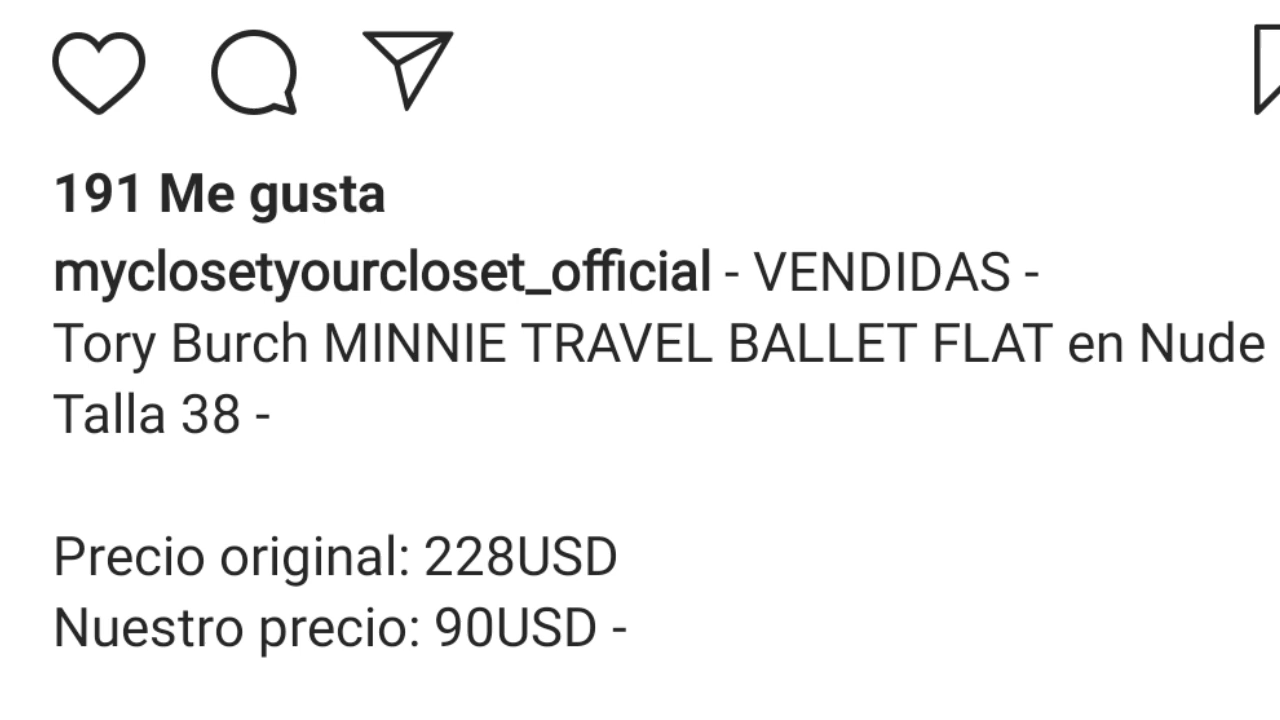 191 Me gusta
myclosetyourcloset_official - VENDIDAS -
Tory Burch MINNIE TRAVEL BALLET FLAT en Nude
Talla 38 -
Precio original: 228USD
Nuestro precio: 90USD -